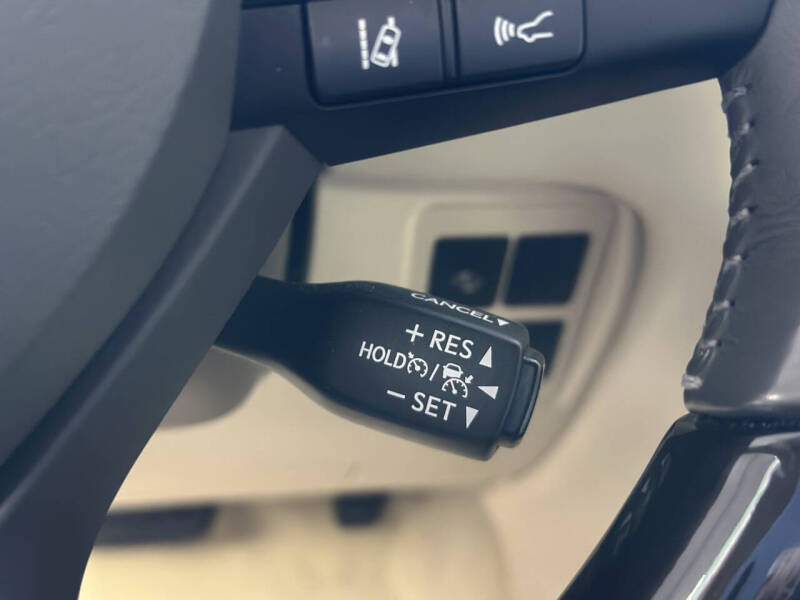 CANCEL▼
+ RES ▲
HOLD / ◀
− SET ▼